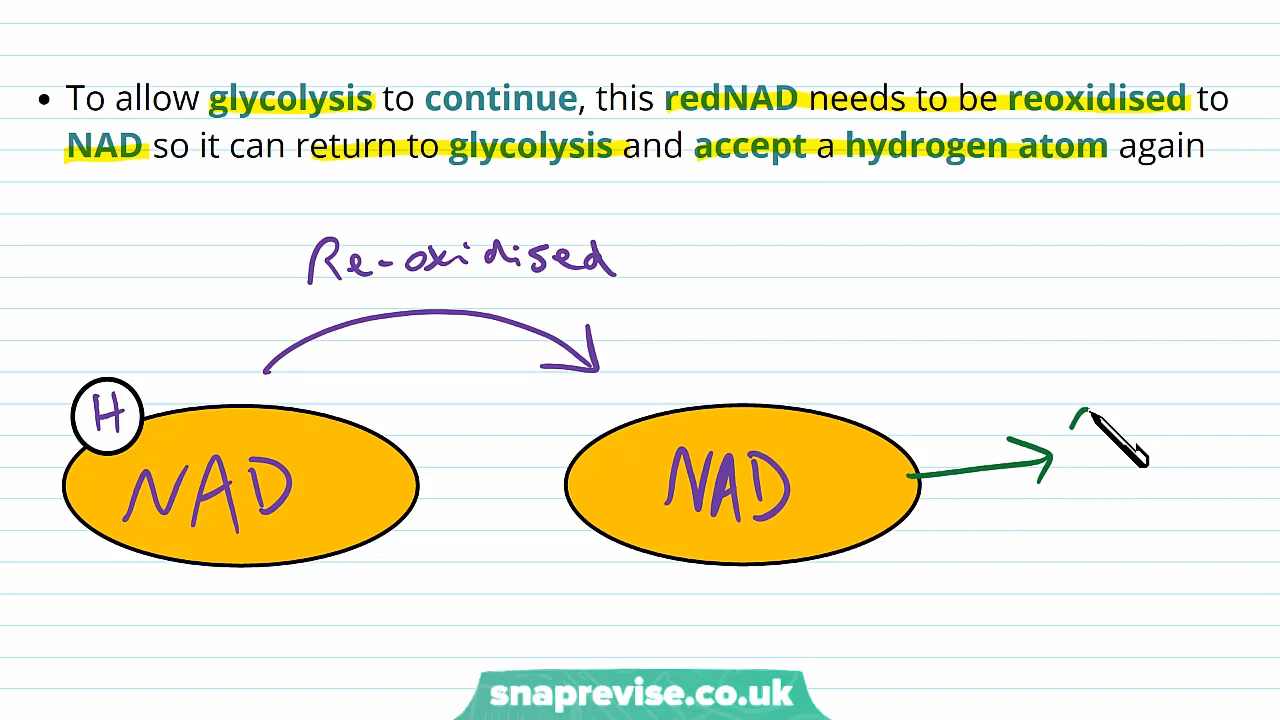 • To allow glycolysis to continue, this redNAD needs to be reoxidised to
NAD so it can return to glycolysis and accept a hydrogen atom again
Re-oxidised
H
NAD
NAD
snaprevise.co.uk